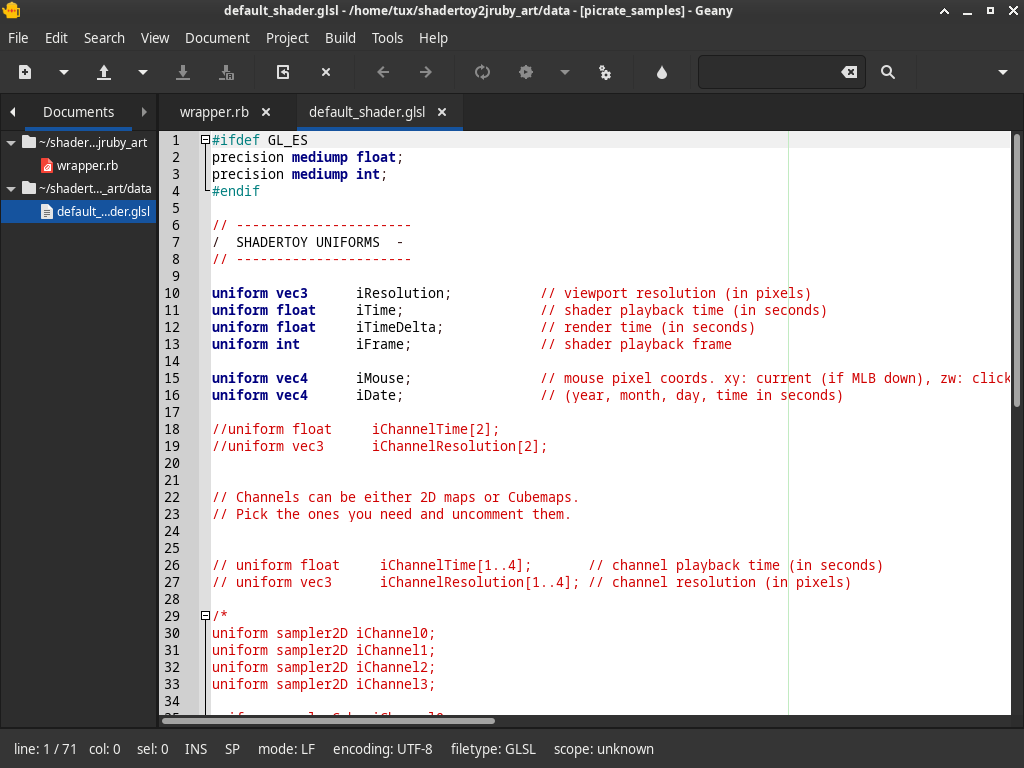 default_shader.glsl - /home/tux/shadertoy2jruby_art/data - [picrate_samples] - Geany
File Edit Search View Document Project Build Tools Help
Documents
wrapper.rb
default_shader.glsl
~/shader...jruby_art
wrapper.rb
~/shadert..._art/data
default_...der.glsl
1 #ifdef GL_ES
2 precision mediump float;
3 precision mediump int;
4 #endif
5
6 // ----------------------
7 /  SHADERTOY UNIFORMS  -
8 // ----------------------
9
10 uniform vec3      iResolution;           // viewport resolution (in pixels)
11 uniform float     iTime;                 // shader playback time (in seconds)
12 uniform float     iTimeDelta;            // render time (in seconds)
13 uniform int       iFrame;                // shader playback frame
14
15 uniform vec4      iMouse;                // mouse pixel coords. xy: current (if MLB down), zw: click
16 uniform vec4      iDate;                 // (year, month, day, time in seconds)
17
18 //uniform float     iChannelTime[2];
19 //uniform vec3      iChannelResolution[2];
20
21
22 // Channels can be either 2D maps or Cubemaps.
23 // Pick the ones you need and uncomment them.
24
25
26 // uniform float     iChannelTime[1..4];       // channel playback time (in seconds)
27 // uniform vec3      iChannelResolution[1..4]; // channel resolution (in pixels)
28
29 /*
30 uniform sampler2D iChannel0;
31 uniform sampler2D iChannel1;
32 uniform sampler2D iChannel2;
33 uniform sampler2D iChannel3;
34
line: 1 / 71 col: 0 sel: 0 INS SP mode: LF encoding: UTF-8 filetype: GLSL scope: unknown